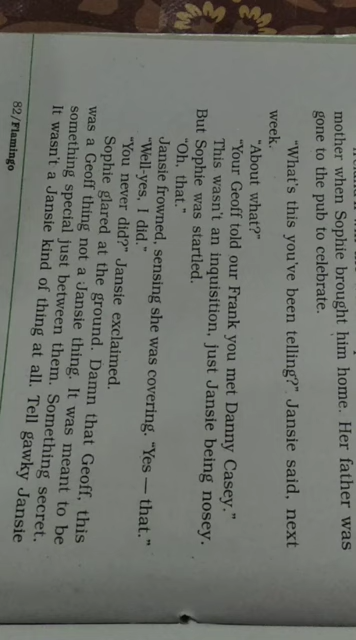 mother when Sophie brought him home. Her father was
gone to the pub to celebrate.
"What's this you've been telling?" Jansie said, next
week.
"About what?"
"Your Geoff told our Frank you met Danny Casey."
This wasn't an inquisition, just Jansie being nosey.
But Sophie was startled.
"Oh, that."
Jansie frowned, sensing she was covering. "Yes — that."
"Well-yes, I did."
"You never did?" Jansie exclaimed.
Sophie glared at the ground. Damn that Geoff, this
was a Geoff thing not a Jansie thing. It was meant to be
something special just between them. Something secret.
It wasn't a Jansie kind of thing at all. Tell gawky Jansie
82/Flamingo